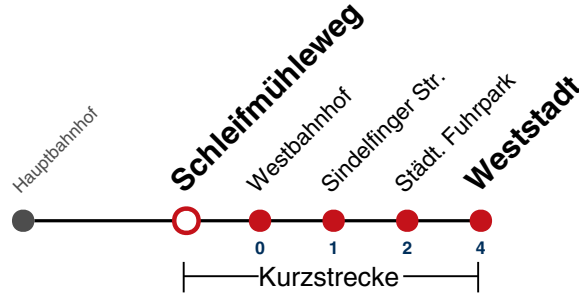 Hauptbahnhof
Schleifmühleweg
Westbahnhof
Sindelfinger Str.
Städt. Fuhrpark
Weststadt
0 1 2 4
Kurzstrecke